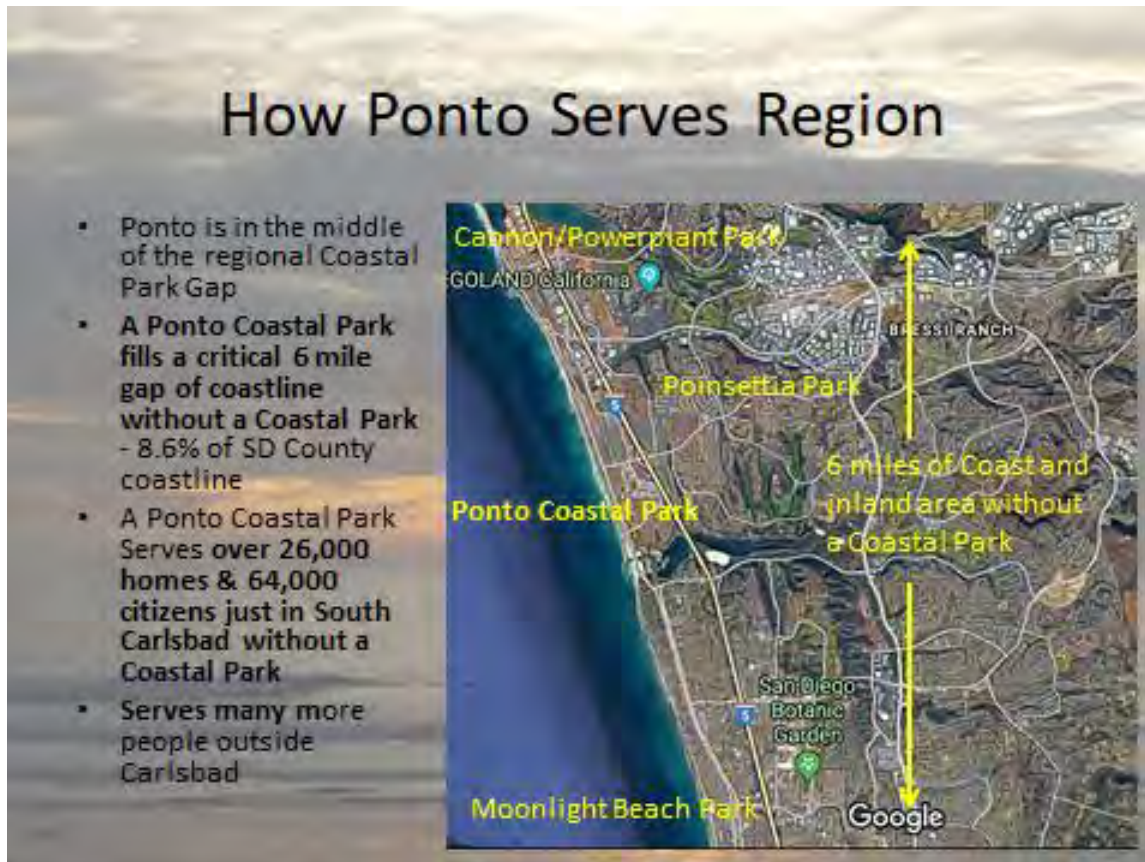 How Ponto Serves Region
• Ponto is in the middle
of the regional Coastal
Park Gap
• A Ponto Coastal Park
fills a critical 6 mile
gap of coastline
without a Coastal Park
- 8.6% of SD County
coastline
• A Ponto Coastal Park
Serves over 26,000
homes & 64,000
citizens just in South
Carlsbad without a
Coastal Park
• Serves many more
people outside
Carlsbad
Cannon/Powerplant Park
EGOLAND California
BRESSI RANCH
Poinsettia Park
5
6 miles of Coast and
inland area without
a Coastal Park
Ponto Coastal Park
San Diego
Botanic
Garden
5
Moonlight Beach Park
Google